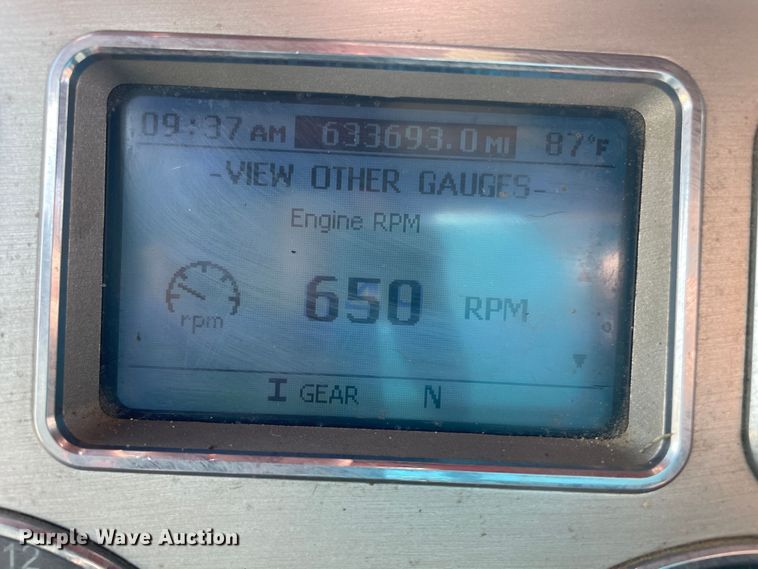 09:37 AM 633693.0 MI 87°F
-VIEW OTHER GAUGES-
Engine RPM
rpm 650 RPM
I GEAR N
12
Purple Wave Auction